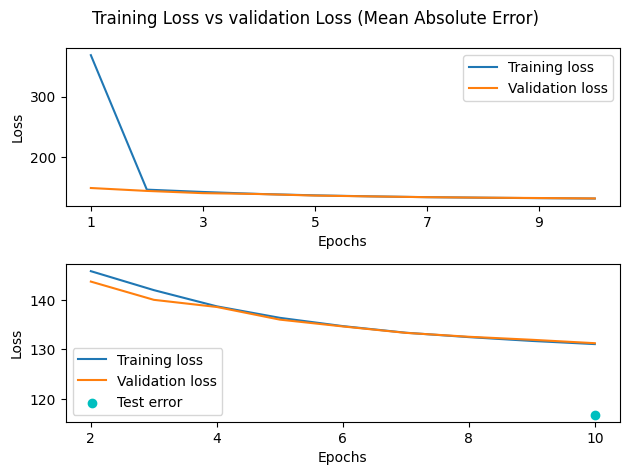 Training Loss vs validation Loss (Mean Absolute Error)
Training loss
Validation loss
300
200
Loss
1 3 5 7 9
Epochs
140
130
120
Loss
Training loss
Validation loss
Test error
2 4 6 8 10
Epochs